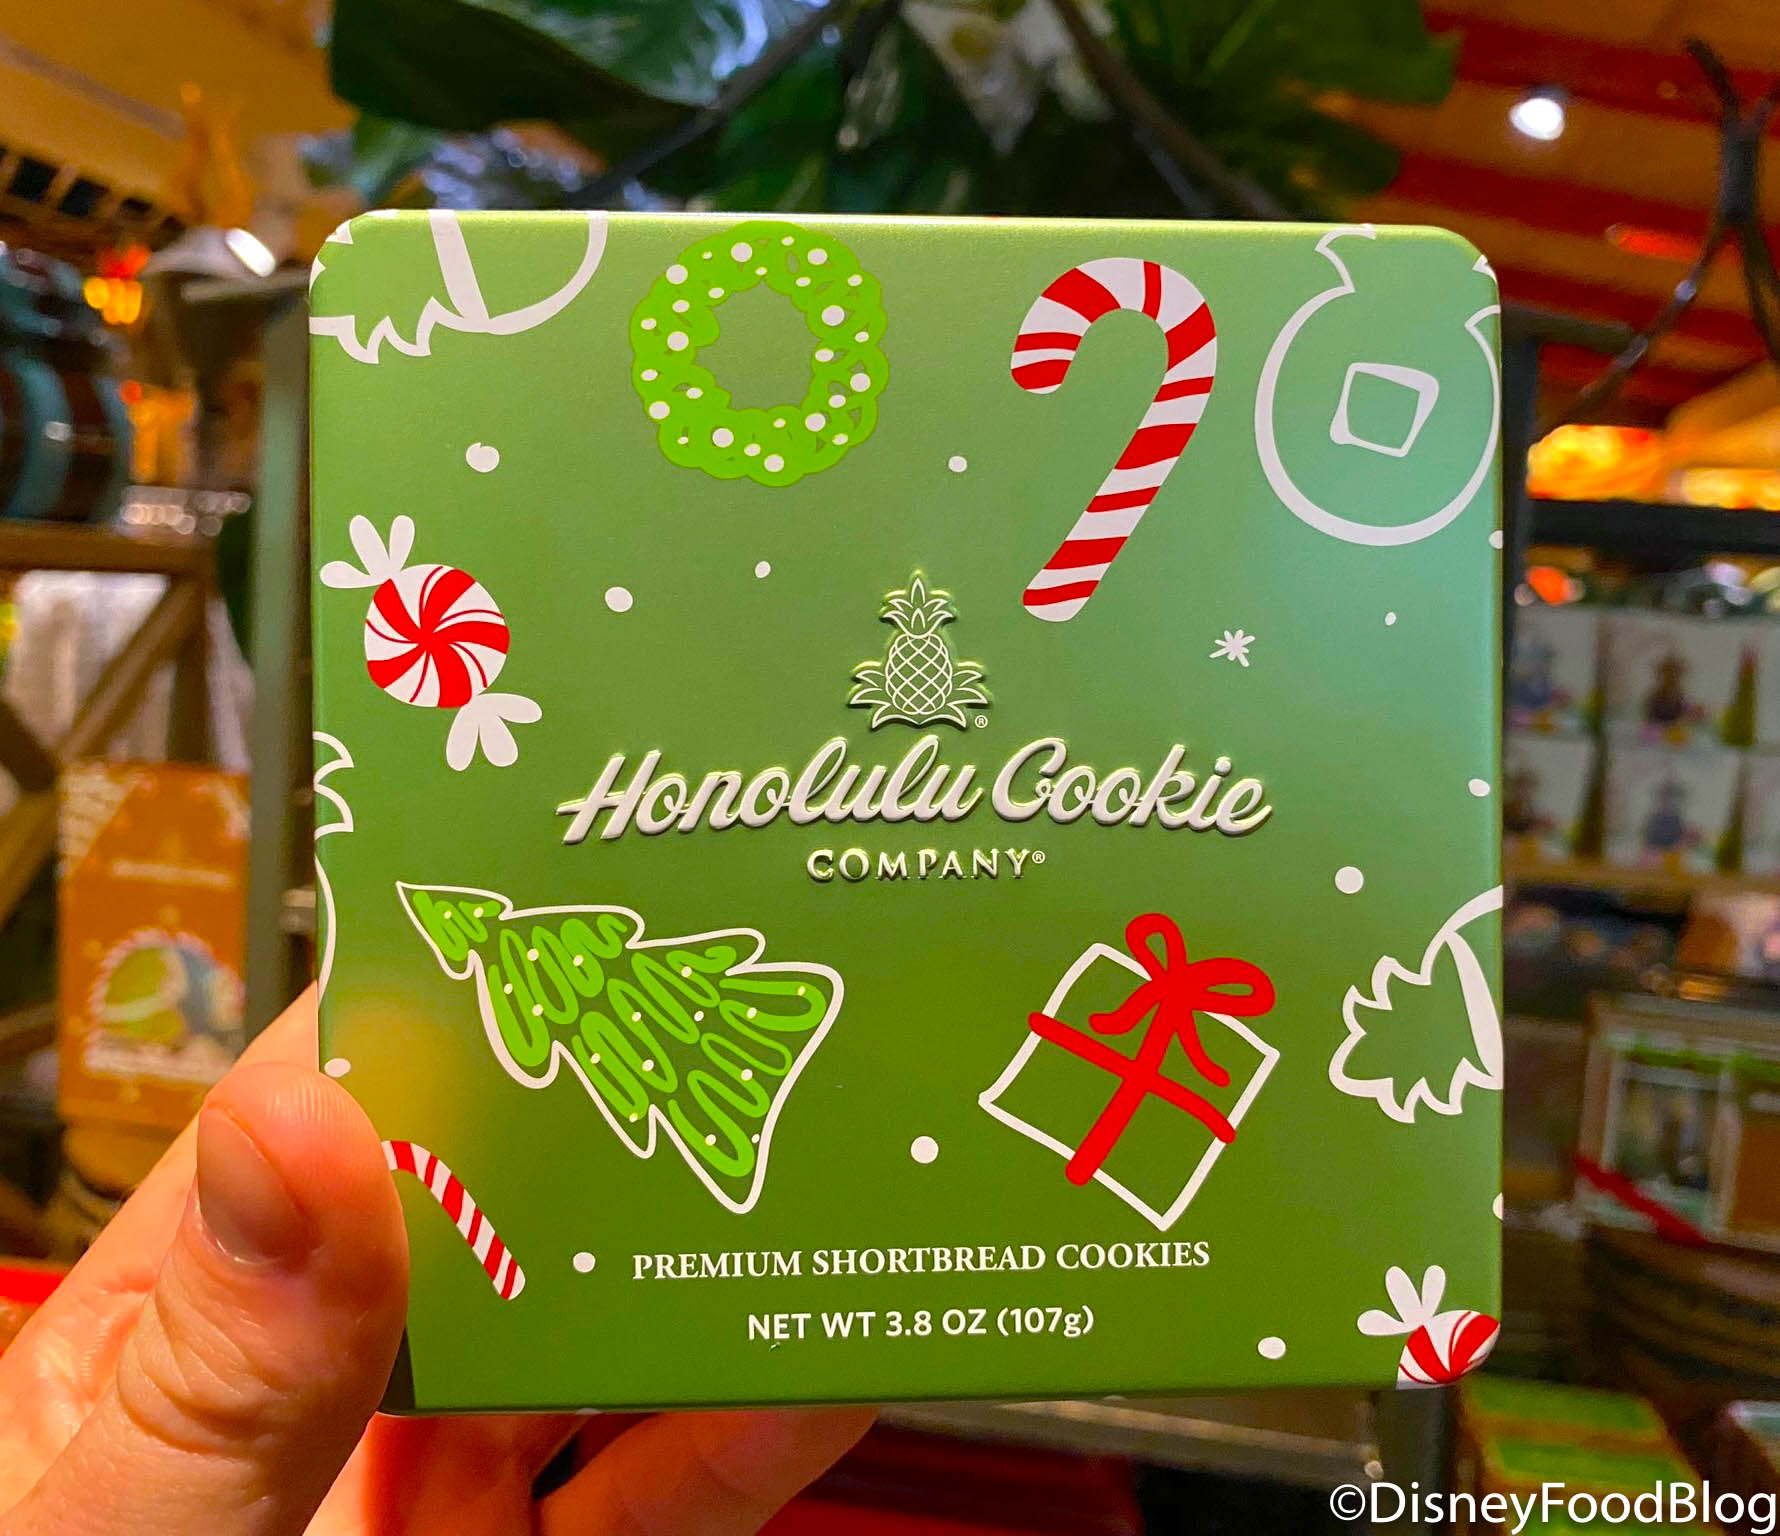 ®
Honolulu Cookie
COMPANY®
PREMIUM SHORTBREAD COOKIES
NET WT 3.8 OZ (107g)
©DisneyFoodBlog